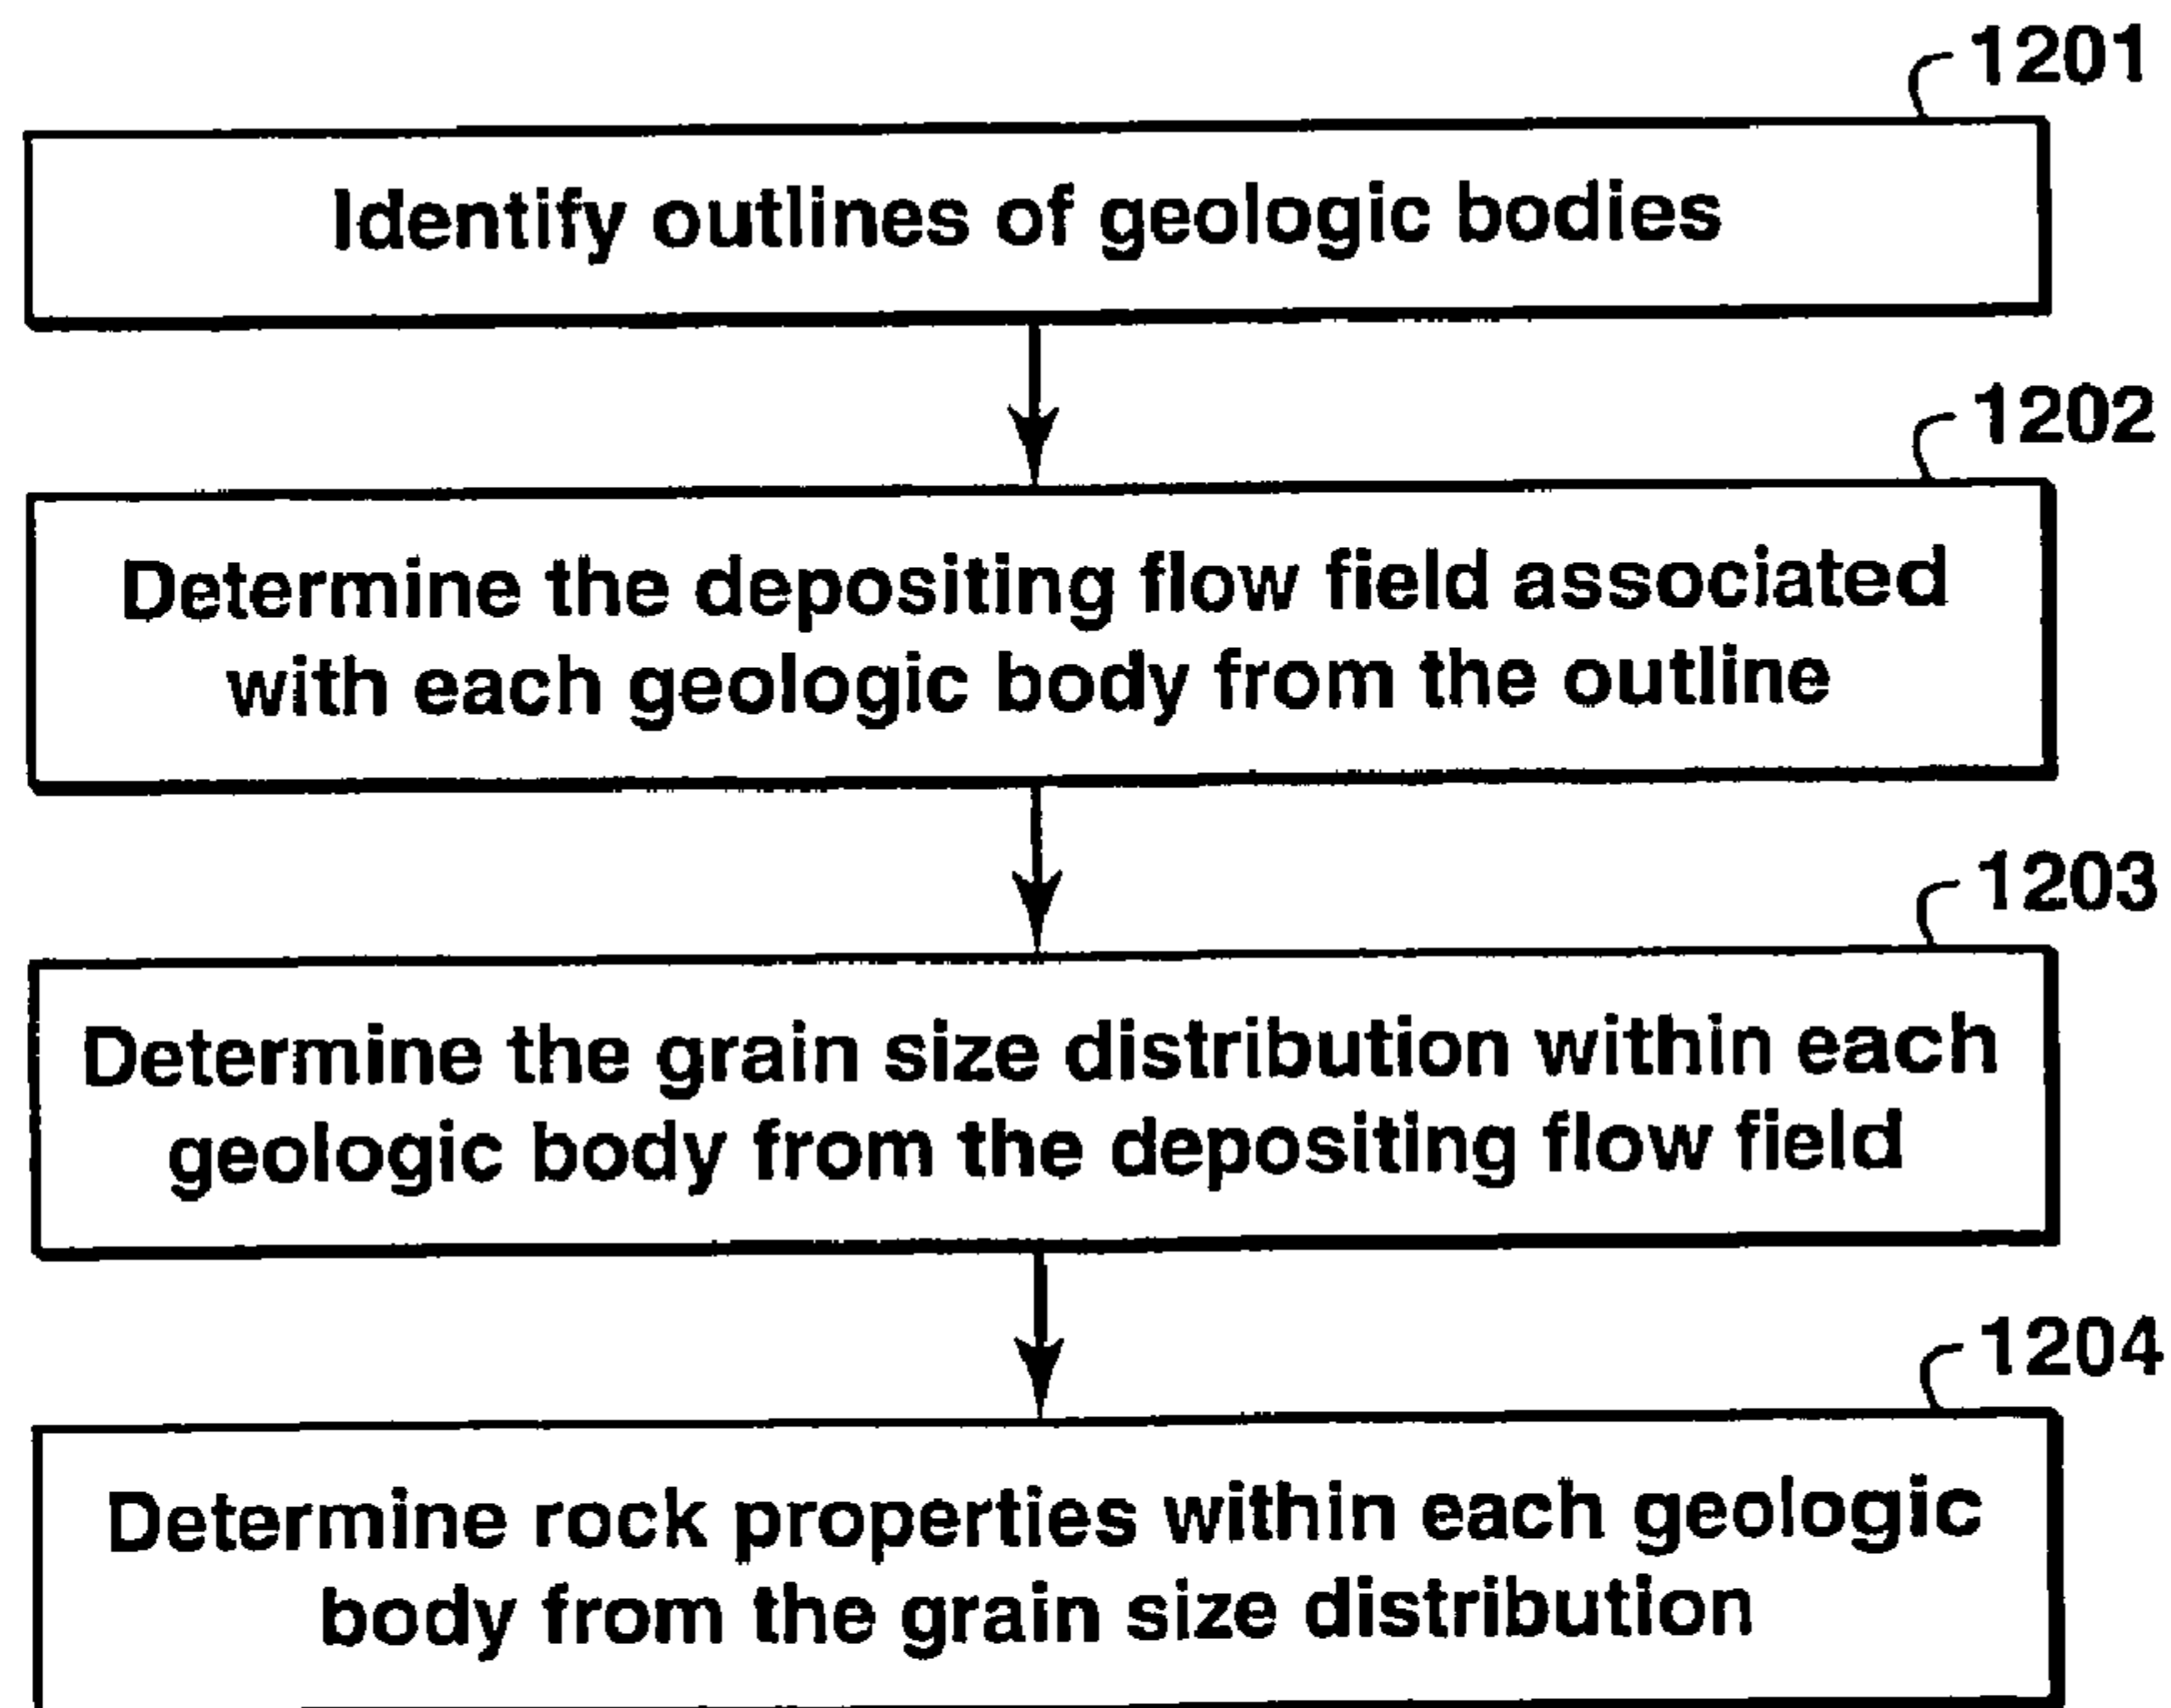 1201
Identify outlines of geologic bodies
1202
Determine the depositing flow field associated
with each geologic body from the outline
1203
Determine the grain size distribution within each
geologic body from the depositing flow field
1204
Determine rock properties within each geologic
body from the grain size distribution